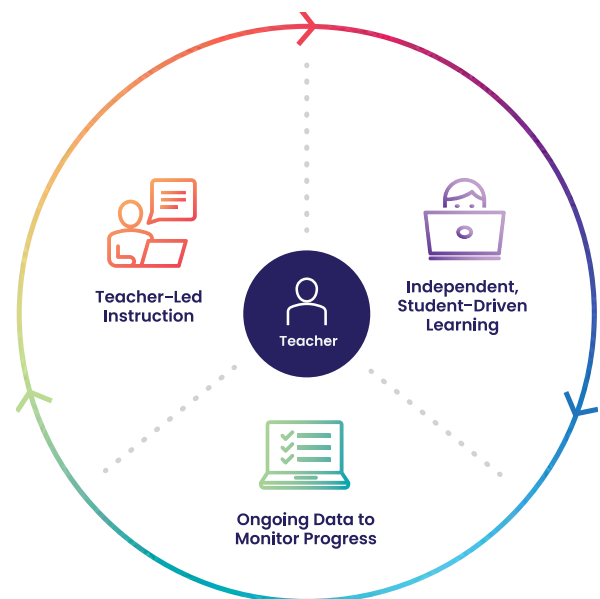 Teacher-Led
Instruction
Independent,
Student-Driven
Learning
Teacher
Ongoing Data to
Monitor Progress